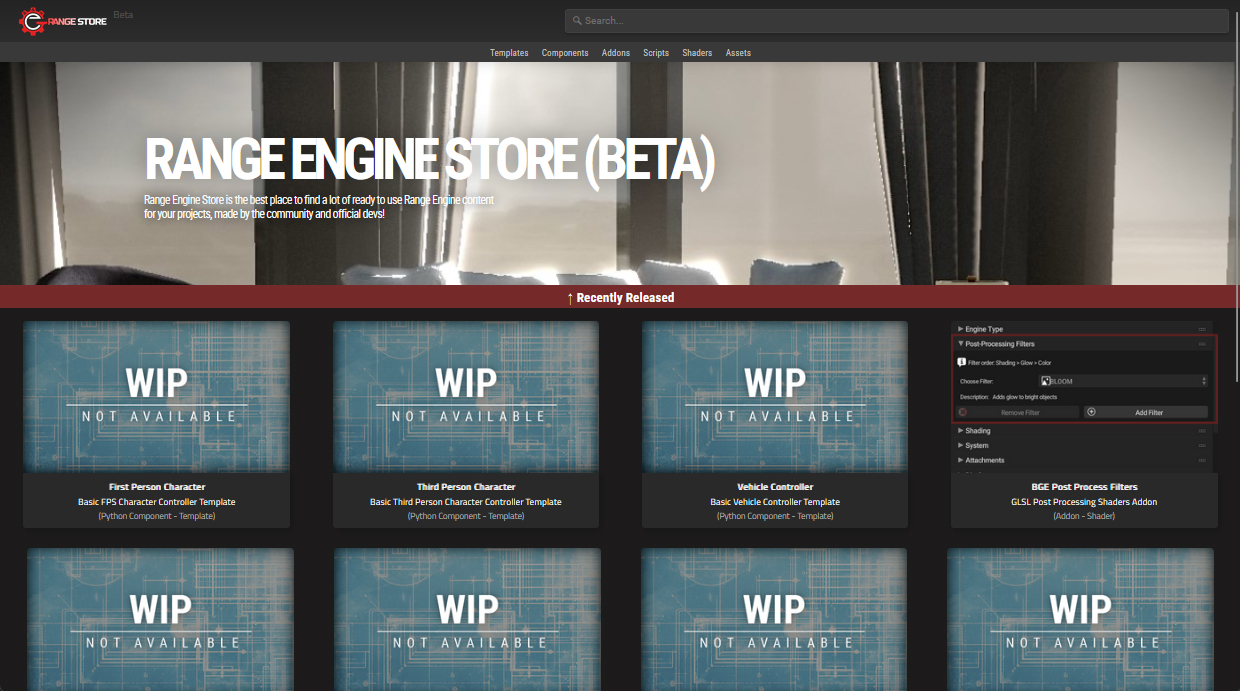 RANGE STORE
Beta
Search...
Templates Components Addons Scripts Shaders Assets
RANGE ENGINE STORE (BETA)
Range Engine Store is the best place to find a lot of ready to use Range Engine content
for your projects, made by the community and official devs!
↑ Recently Released
WIP
NOT AVAILABLE
First Person Character
Basic FPS Character Controller Template
(Python Component - Template)
WIP
NOT AVAILABLE
Third Person Character
Basic Third Person Character Controller Template
(Python Component - Template)
WIP
NOT AVAILABLE
Vehicle Controller
Basic Vehicle Controller Template
(Python Component - Template)
Engine Type
Post-Processing Filters
Filter order: Shading > Glow > Color
Choose Filter: BLOOM
Description: Adds glow to bright objects
Remove Filter Add Filter
Shading
System
Attachments
BGE Post Process Filters
GLSL Post Processing Shaders Addon
(Addon - Shader)
WIP
NOT AVAILABLE
WIP
NOT AVAILABLE
WIP
NOT AVAILABLE
WIP
NOT AVAILABLE